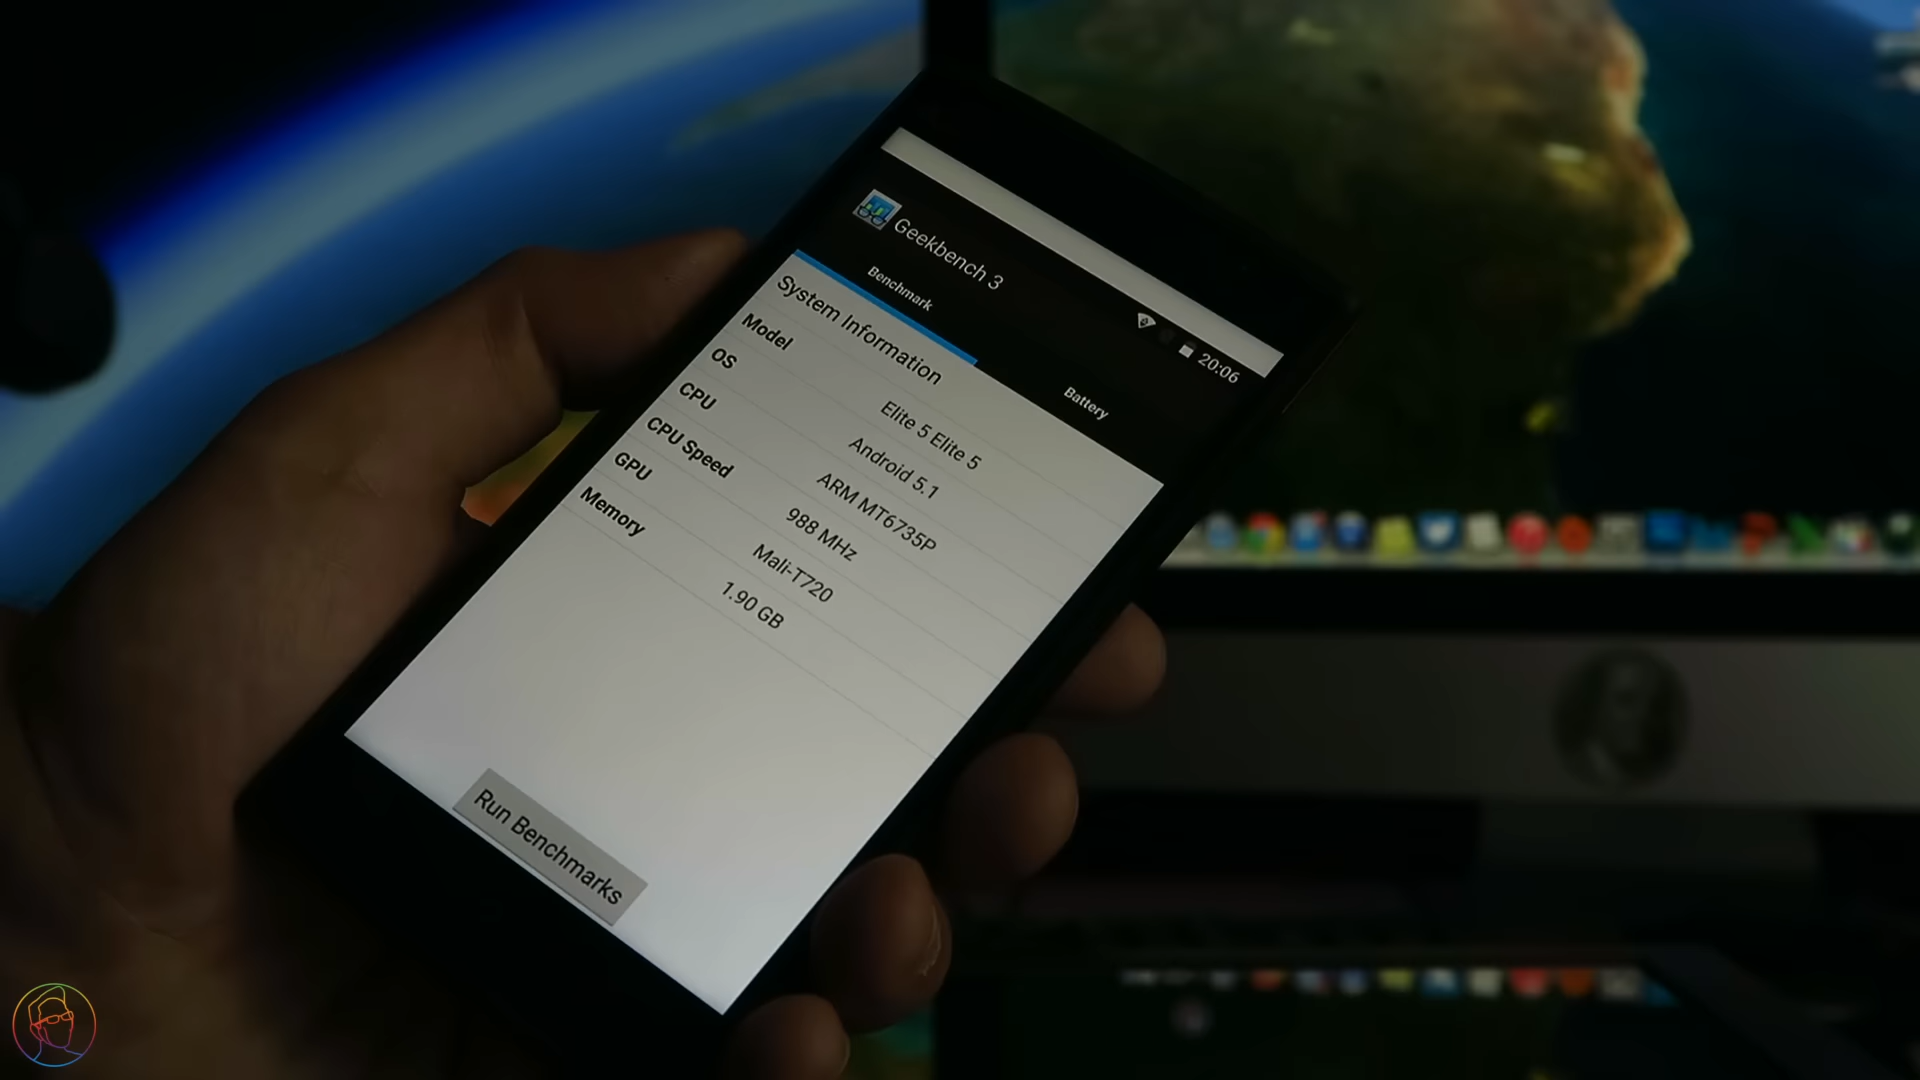 20:06
Geekbench 3
Benchmark
Battery
System Information
Model
Elite 5 Elite 5
OS
Android 5.1
CPU
ARM MT6735P
CPU Speed
988 MHz
GPU
Mali-T720
Memory
1.90 GB
Run Benchmarks